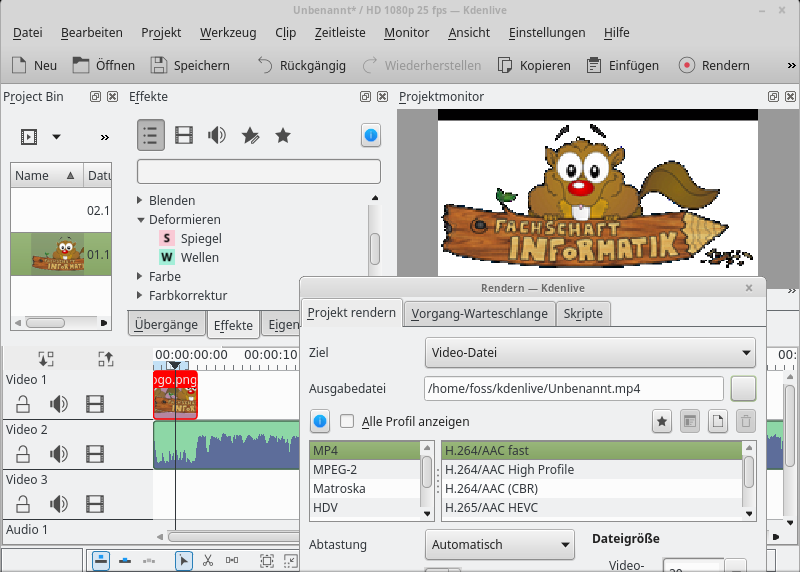 Unbenannt* / HD 1080p 25 fps — Kdenlive
Datei Bearbeiten Projekt Werkzeug Clip Zeitleiste Monitor Ansicht Einstellungen Hilfe
Neu Öffnen Speichern Rückgängig Wiederherstellen Kopieren Einfügen Rendern »
Project Bin
»
Name Datu
02.1
01.1
Effekte
Blenden
Deformieren
S Spiegel
W Wellen
Farbe
Farbkorrektur
Übergänge Effekte Eigen
Projektmonitor
FACHSCHAFT
INFORMATIK
»
00:00:00:00 00:00:10 00:
Video 1
ogo.png
Video 2
Video 3
Audio 1
Rendern — Kdenlive
Projekt rendern Vorgang-Warteschlange Skripte
Ziel Video-Datei
Ausgabedatei /home/foss/kdenlive/Unbenannt.mp4
Alle Profil anzeigen
MP4
MPEG-2
Matroska
HDV
H.264/AAC fast
H.264/AAC High Profile
H.264/AAC (CBR)
H.265/AAC HEVC
Abtastung Automatisch
Dateigröße
Video-